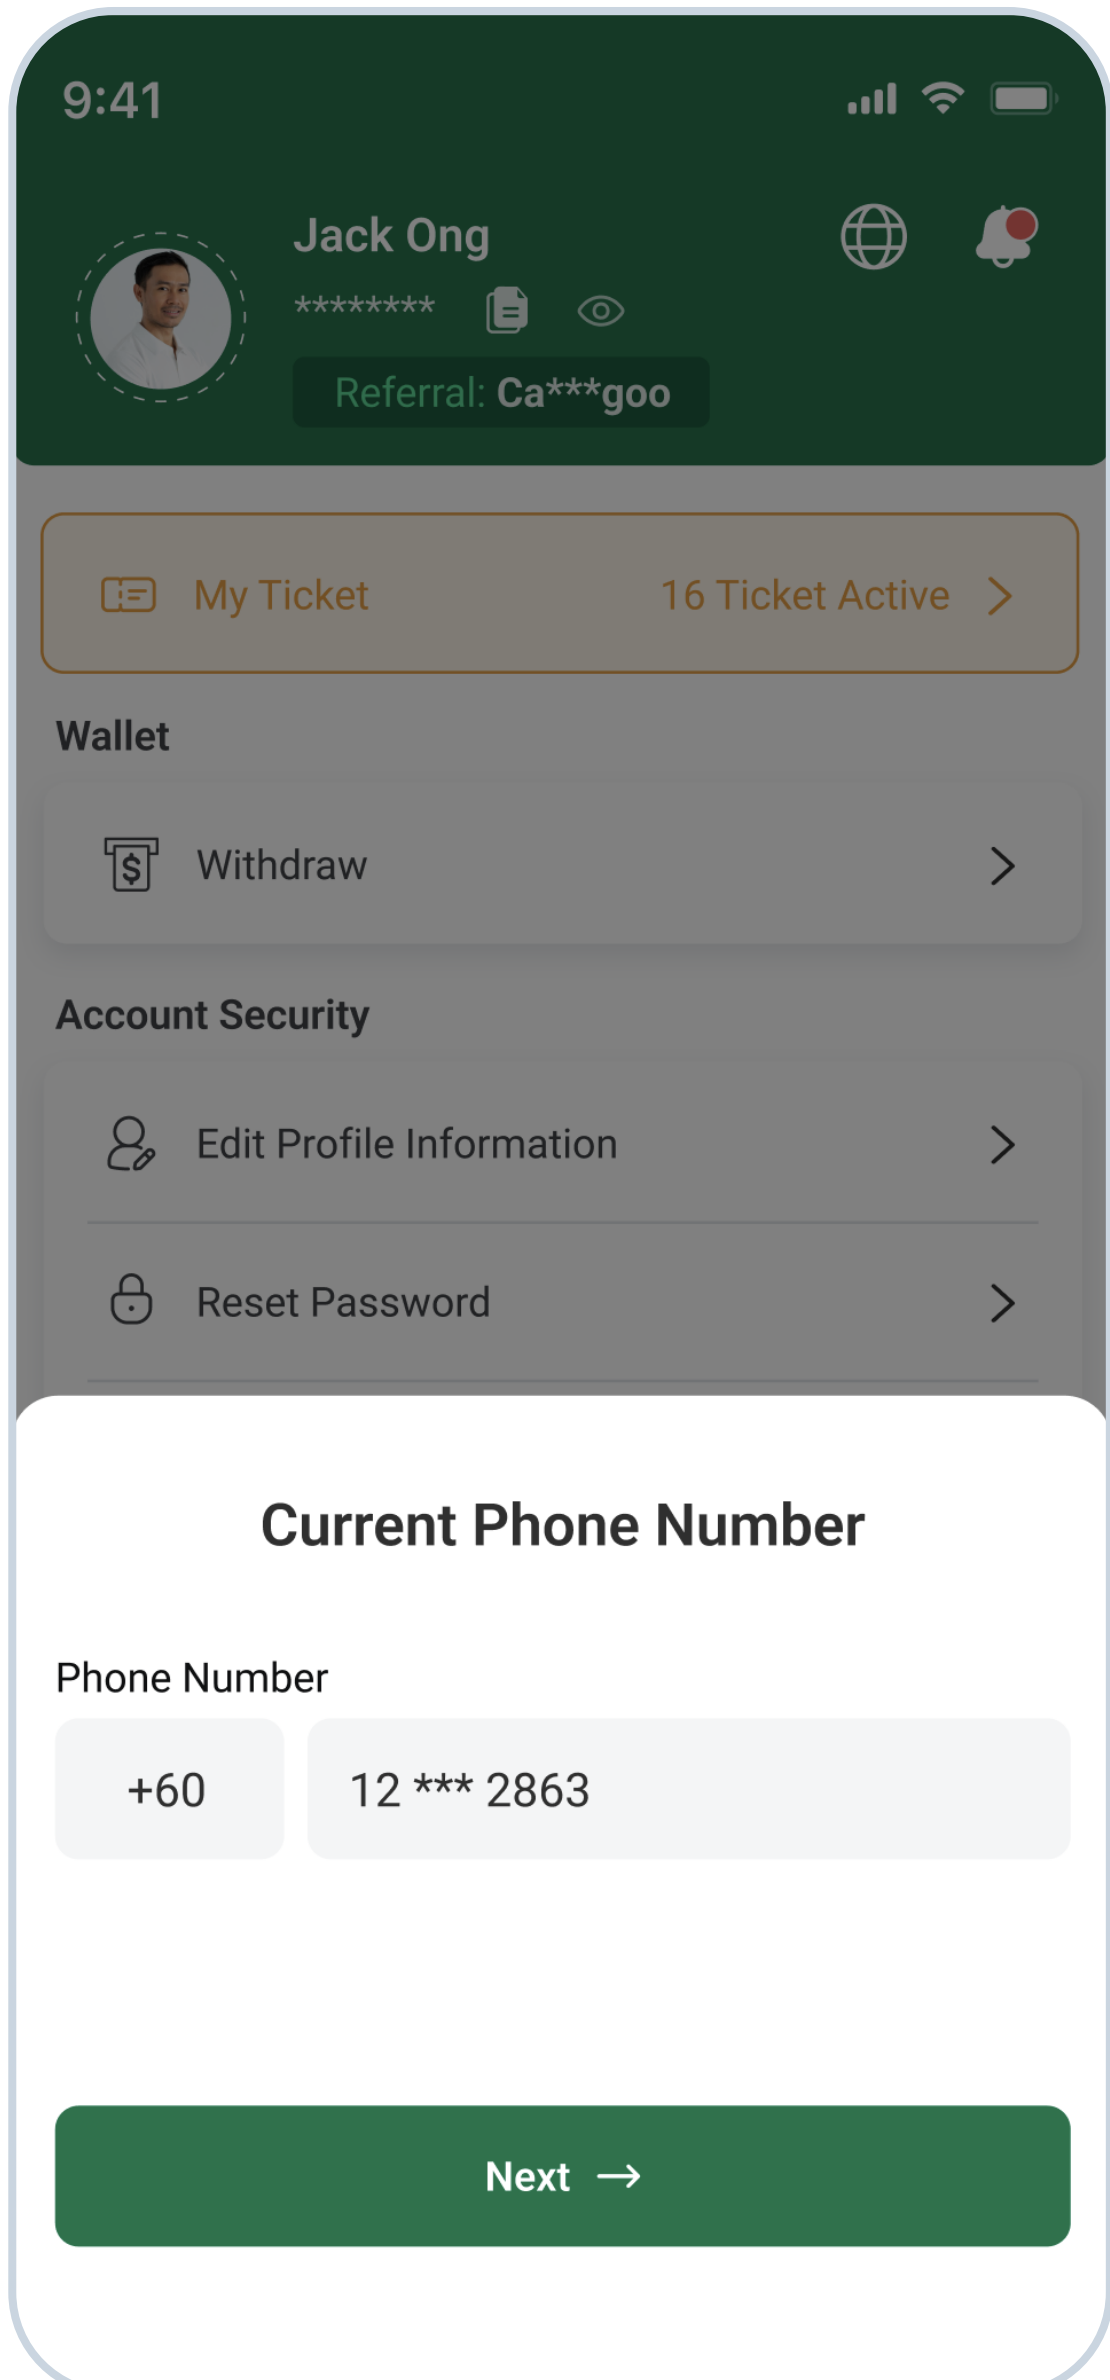 9:41
Jack Ong
********
Referral: Ca***goo
My Ticket
16 Ticket Active
Wallet
Withdraw
Account Security
Edit Profile Information
Reset Password
Current Phone Number
Phone Number
+60
12 *** 2863
Next